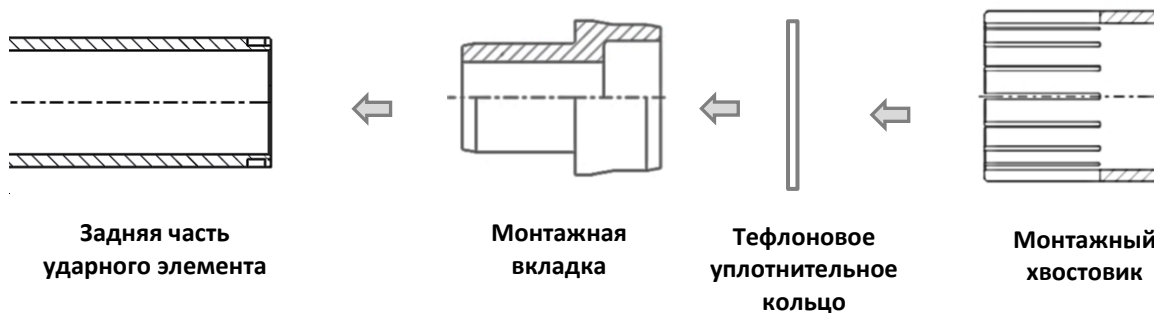 Задняя часть
ударного элемента
Монтажная
вкладка
Тефлоновое
уплотнительное
кольцо
Монтажный
хвостовик